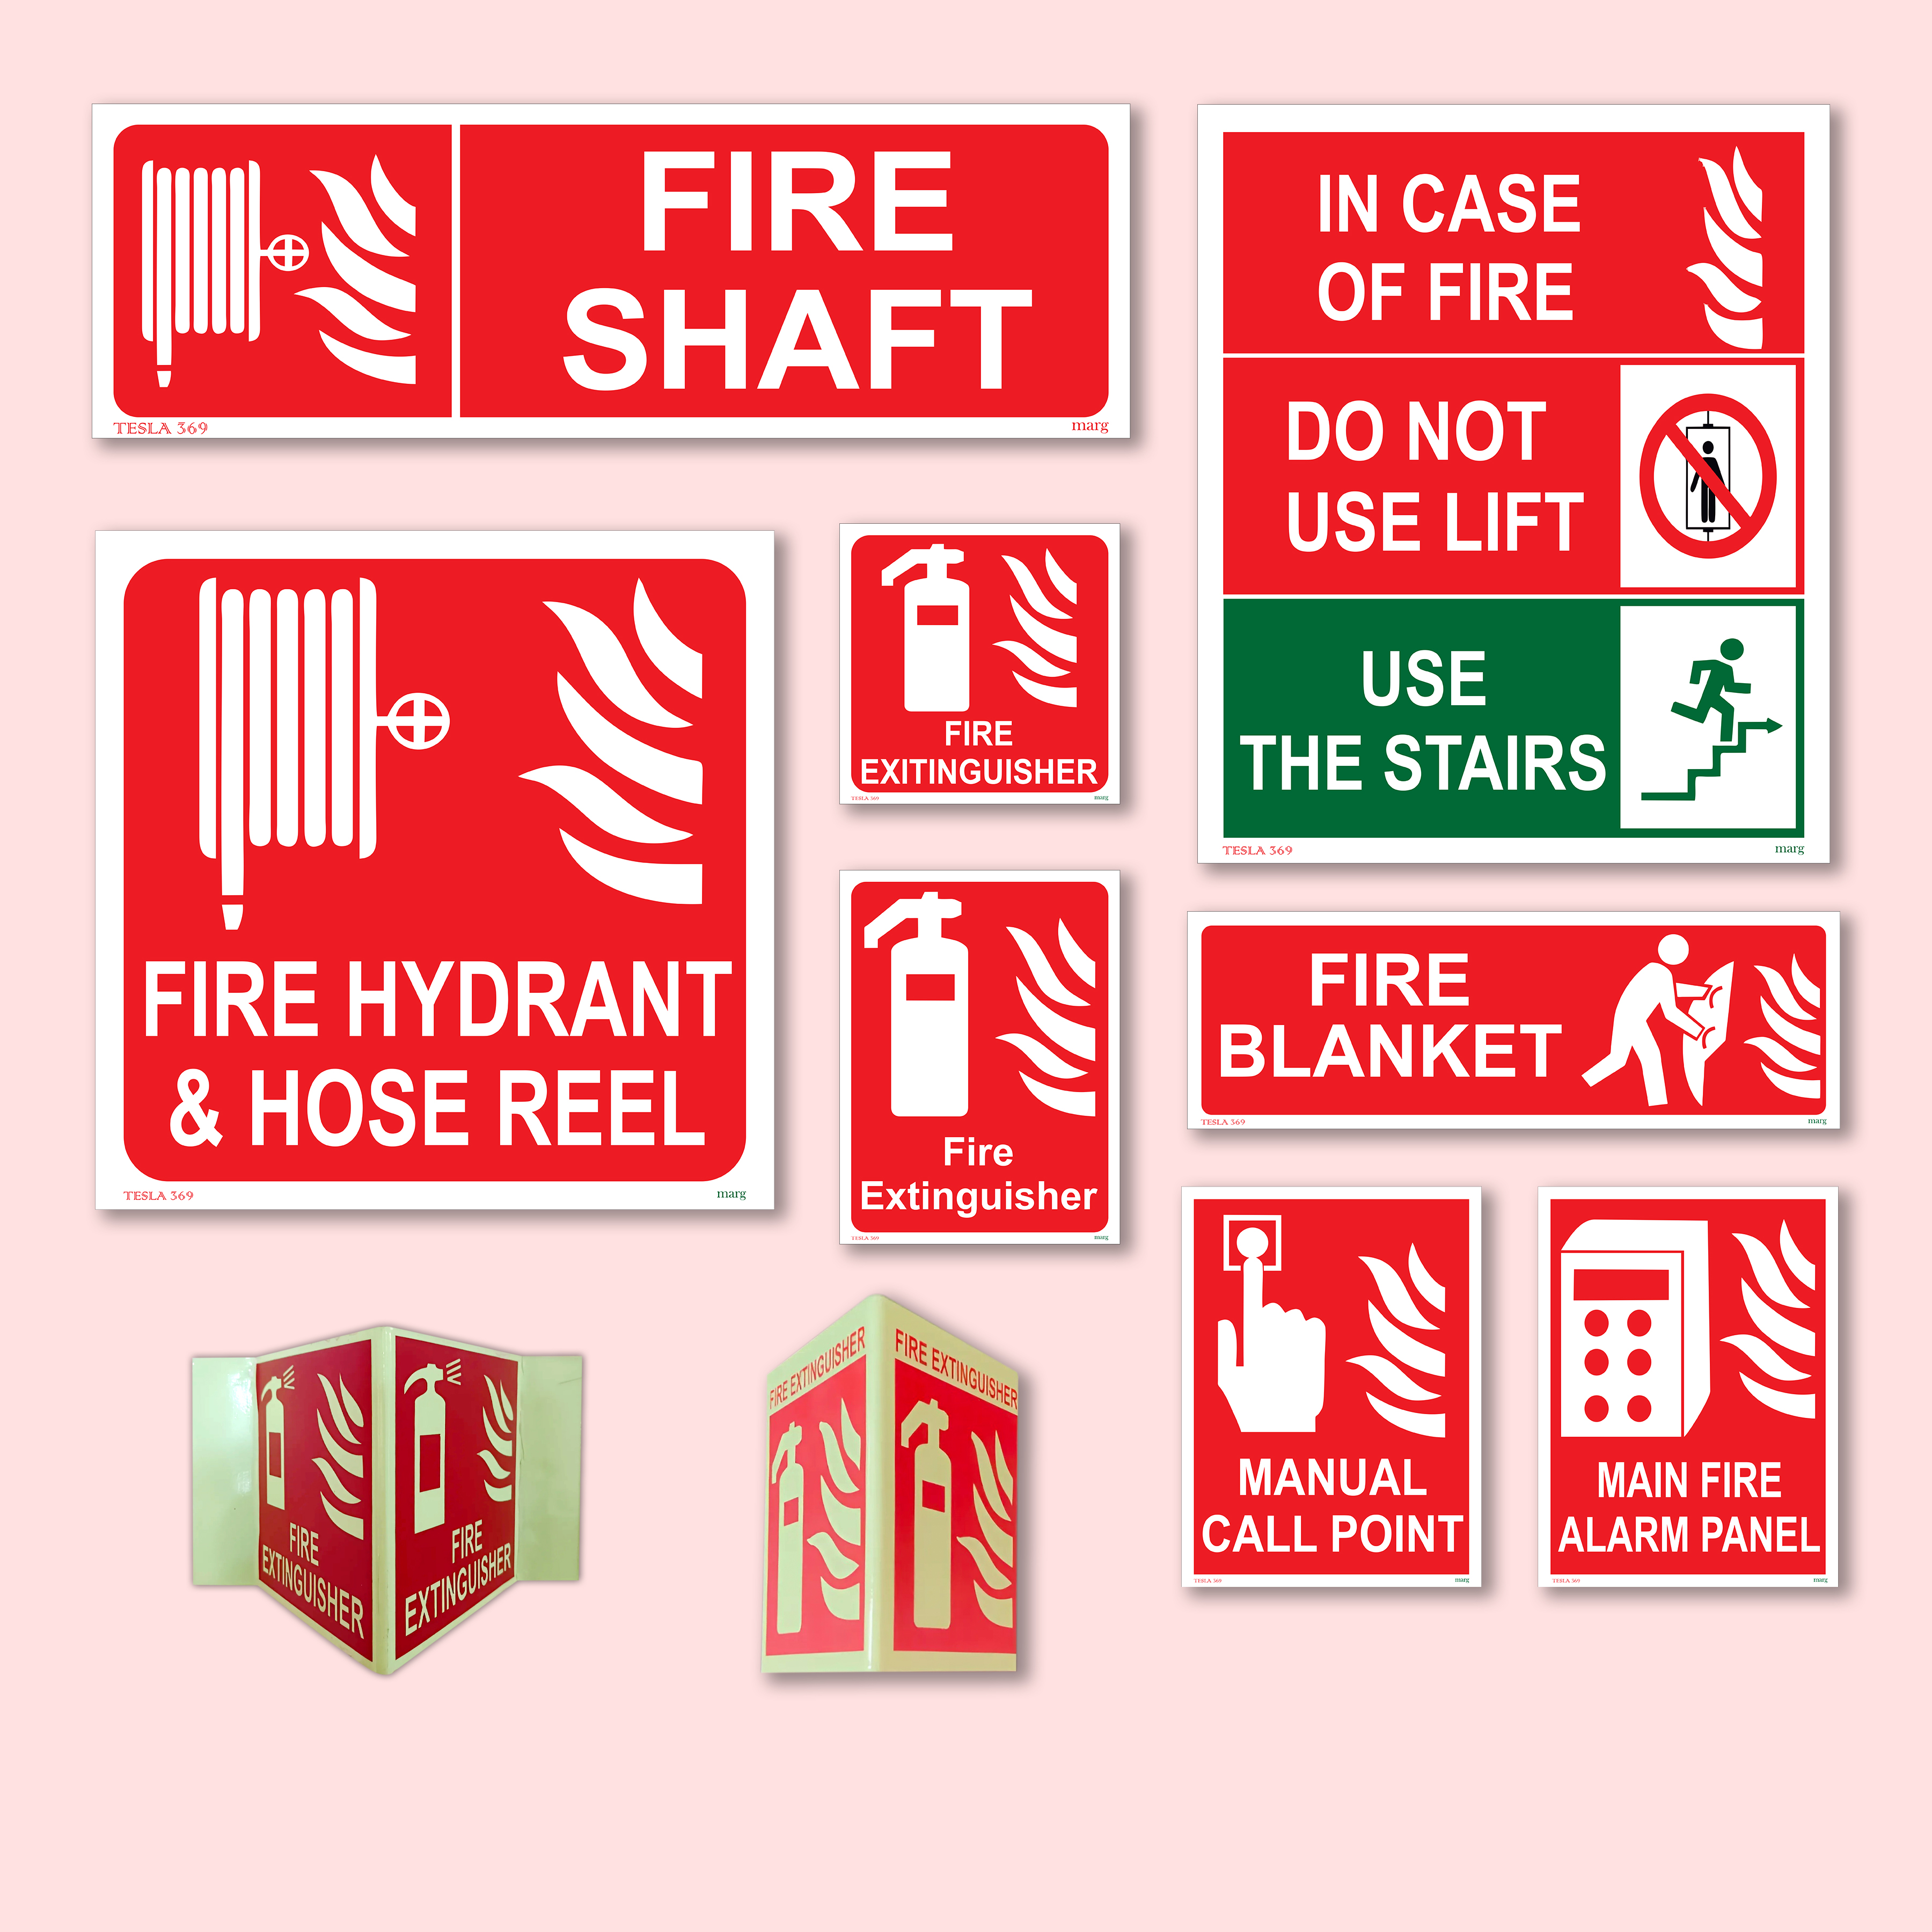 FIRE
SHAFT
TESLA 369
marg
IN CASE
OF FIRE
DO NOT
USE LIFT
USE
THE STAIRS
TESLA 369
marg
FIRE HYDRANT
& HOSE REEL
TESLA 369
marg
FIRE
EXITINGUISHER
TESLA 369
marg
Fire
Extinguisher
TESLA 369
marg
FIRE
BLANKET
TESLA 369
marg
MANUAL
CALL POINT
TESLA 369
marg
MAIN FIRE
ALARM PANEL
TESLA 369
marg
FIRE
EXTINGUISHER
FIRE
EXTINGUISHER
FIRE EXTINGUISHER
FIRE EXTINGUISHER